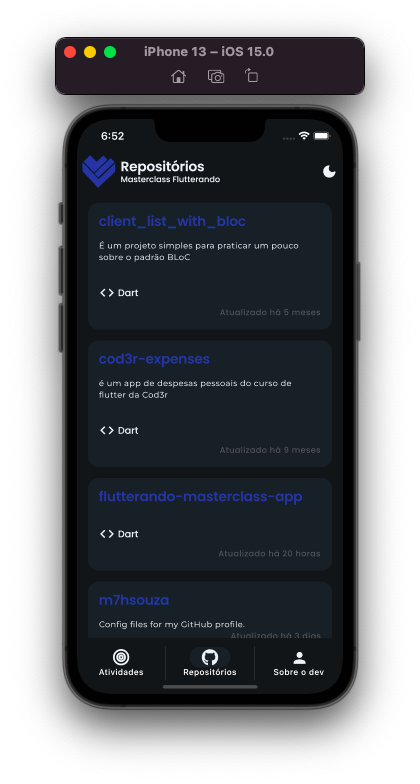 iPhone 13 – iOS 15.0
6:52
Repositórios
Masterclass Flutterando
client_list_with_bloc
É um projeto simples para praticar um pouco
sobre o padrão BLoC
Dart
Atualizado há 5 meses
cod3r-expenses
é um app de despesas pessoais do curso de
flutter da Cod3r
Dart
Atualizado há 9 meses
flutterando-masterclass-app
Dart
Atualizado há 20 horas
m7hsouza
Config files for my GitHub profile.
Atualizado há 3 dias
Atividades
Repositórios
Sobre o dev